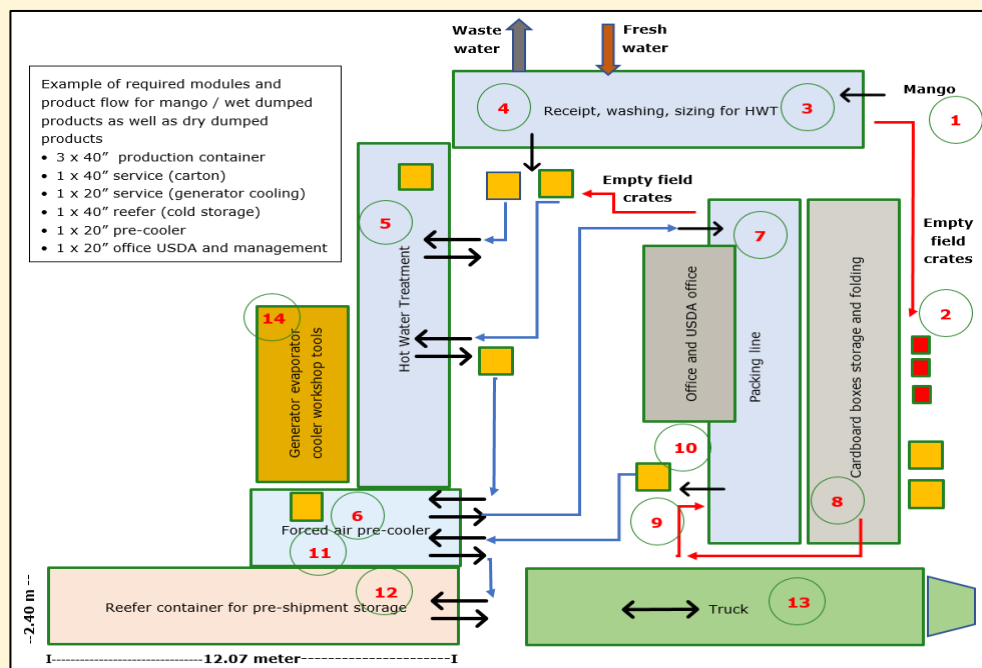 Waste
water
Fresh
water
Example of required modules and
product flow for mango / wet dumped
products as well as dry dumped
products
• 3 x 40” production container
• 1 x 40” service (carton)
• 1 x 20” service (generator cooling)
• 1 x 40” reefer (cold storage)
• 1 x 20” pre-cooler
• 1 x 20” office USDA and management
4
Receipt, washing, sizing for HWT
3
Mango
1
Empty field
crates
5
Hot Water Treatment
7
Office and USDA office
Packing line
Cardboard boxes storage and folding
Empty
field
crates
2
14
Generator evaporator
cooler workshop tools
10
8
9
6
Forced air pre-cooler
11
12
Reefer container for pre-shipment storage
Truck
13
--2.40 m --
I---------------------------------12.07 meter---------------------------------I